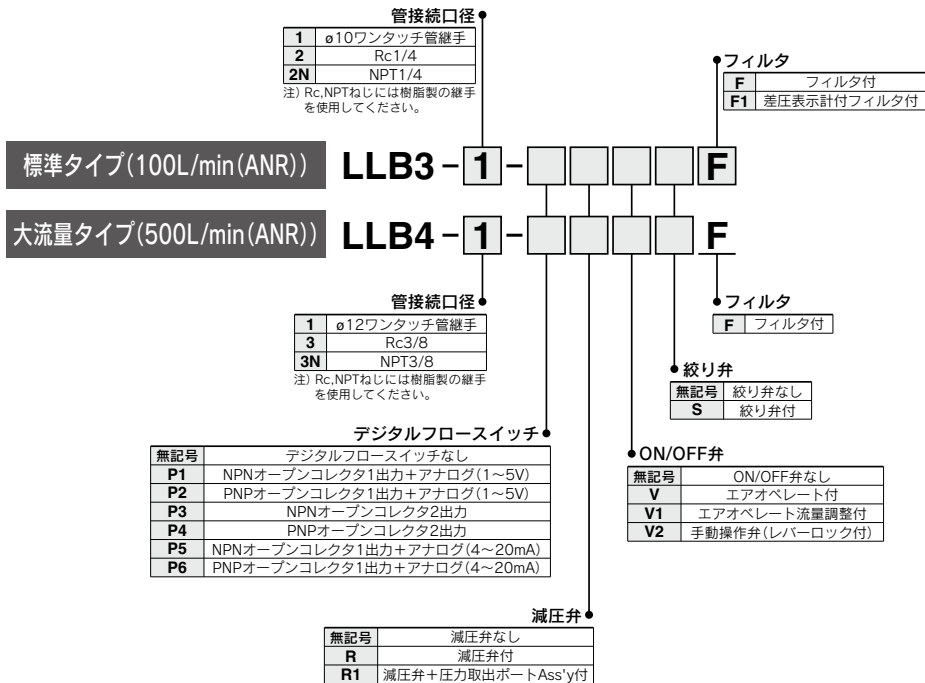 管接続口径
1 ø10ワンタッチ管継手
2 Rc1/4
2N NPT1/4
注) Rc,NPTねじには樹脂製の継手
を使用してください。
フィルタ
F フィルタ付
F1 差圧表示計付フィルタ付
標準タイプ(100L/min(ANR)) LLB3-1-F
大流量タイプ(500L/min(ANR)) LLB4-1-F
管接続口径
1 ø12ワンタッチ管継手
3 Rc3/8
3N NPT3/8
注) Rc,NPTねじには樹脂製の継手
を使用してください。
フィルタ
F フィルタ付
絞り弁
無記号 絞り弁なし
S 絞り弁付
デジタルフロースイッチ
無記号 デジタルフロースイッチなし
P1 NPNオープンコレクタ1出力+アナログ(1~5V)
P2 PNPオープンコレクタ1出力+アナログ(1~5V)
P3 NPNオープンコレクタ2出力
P4 PNPオープンコレクタ2出力
P5 NPNオープンコレクタ1出力+アナログ(4~20mA)
P6 PNPオープンコレクタ1出力+アナログ(4~20mA)
ON/OFF弁
無記号 ON/OFF弁なし
V エアオペレート付
V1 エアオペレート流量調整付
V2 手動操作弁(レバーロック付)
減圧弁
無記号 減圧弁なし
R 減圧弁付
R1 減圧弁+圧力取出ポートAss'y付